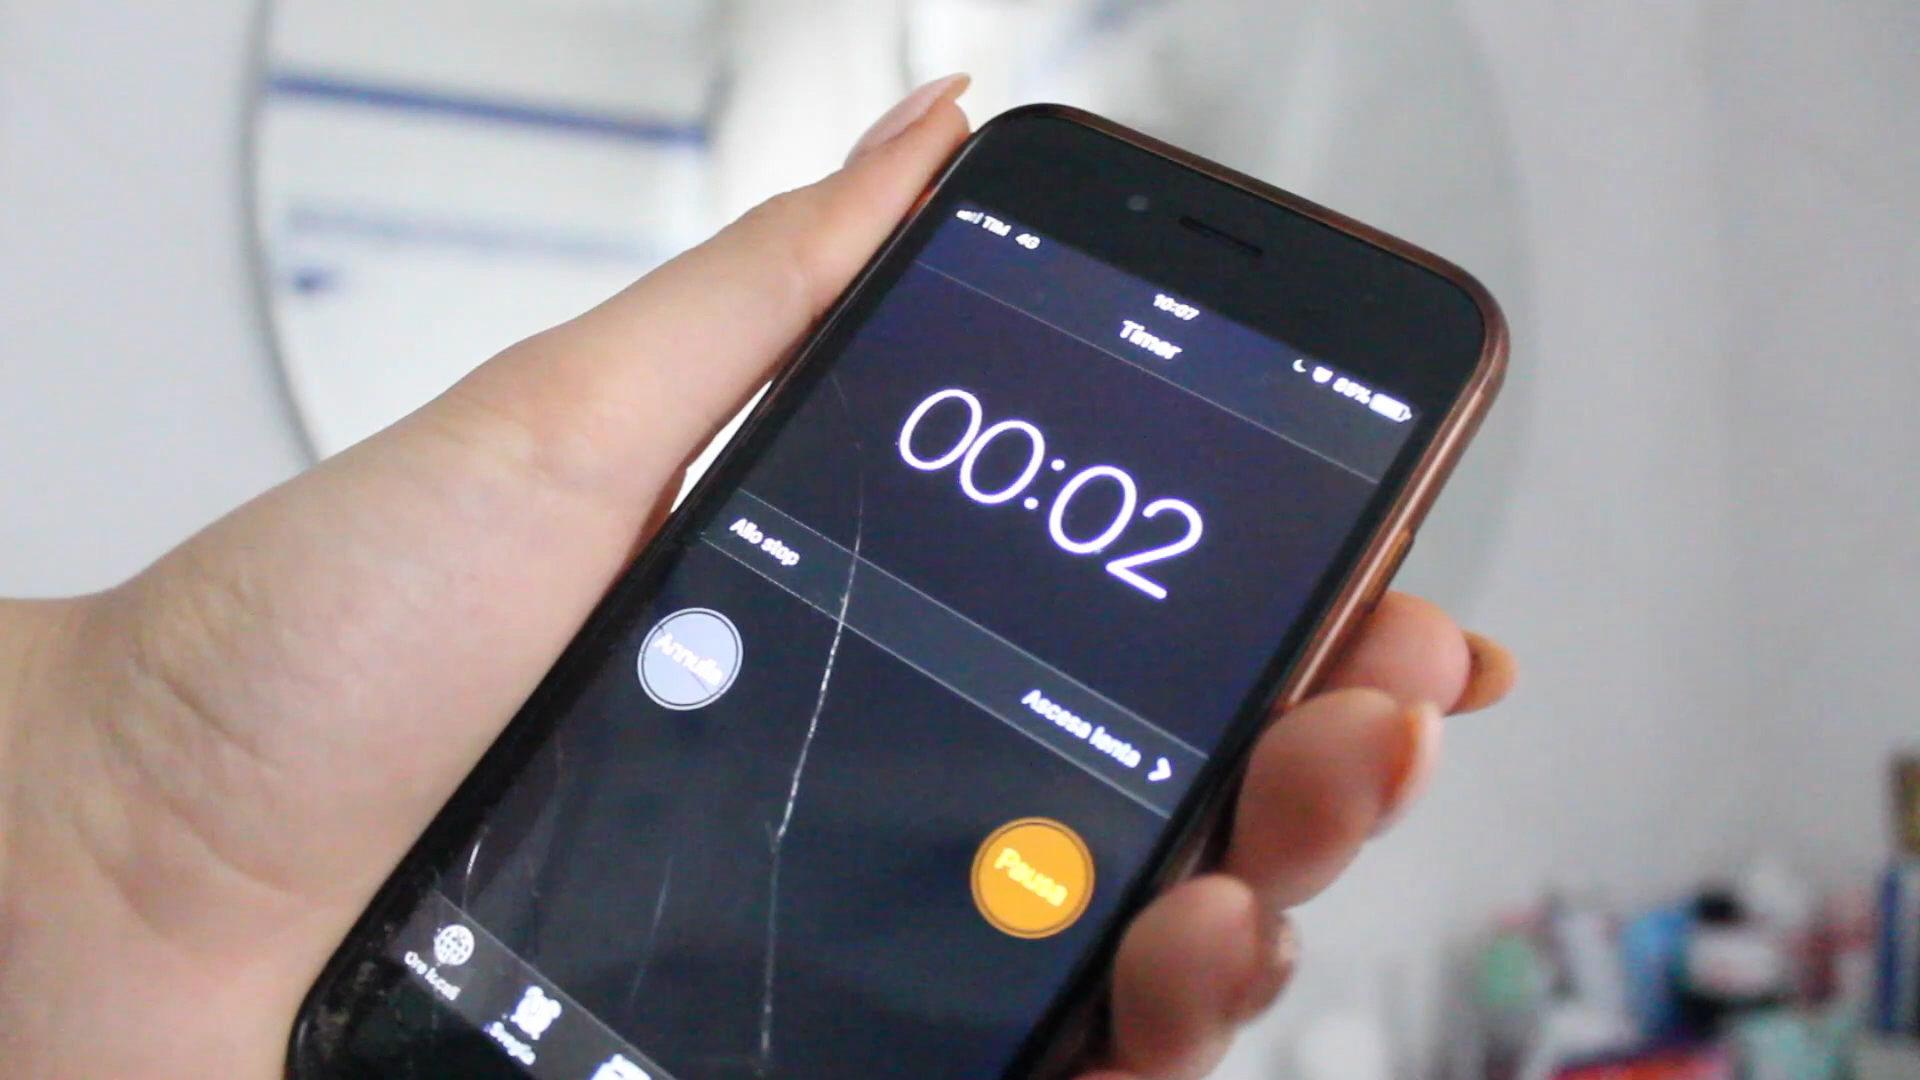 TIM 4G
10:07
Timer
00:02
Allo stop
Ascesa lenta
Annulla
Pausa
Ore locali
Sveglia